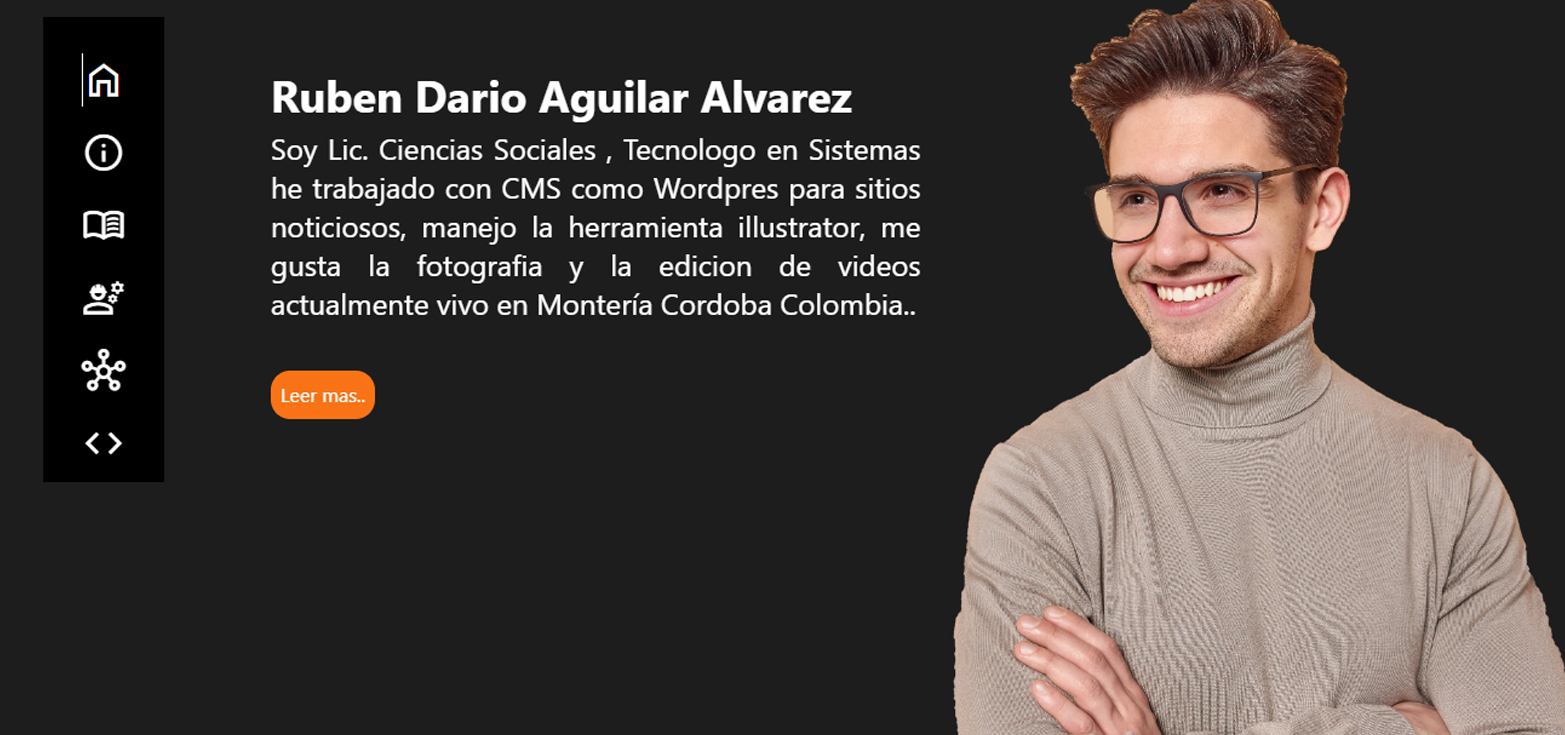 Ruben Dario Aguilar Alvarez
Soy Lic. Ciencias Sociales , Tecnologo en Sistemas
he trabajado con CMS como Wordpres para sitios
noticiosos, manejo la herramienta illustrator, me
gusta la fotografia y la edicion de videos
actualmente vivo en Montería Cordoba Colombia..
Leer mas..